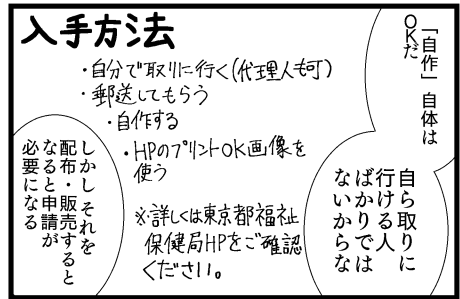 入手方法
・自分で取りに行く(代理人も可)
・郵送してもらう
・自作する
・HPのプリントOK画像を
使う
※詳しくは東京都福祉
保健局HPをご確認
ください。
「自作」自体は
OKだ
自ら取りに
行ける人
ばかりでは
ないからな
しかしそれを
配布・販売すると
なると申請が
必要になる